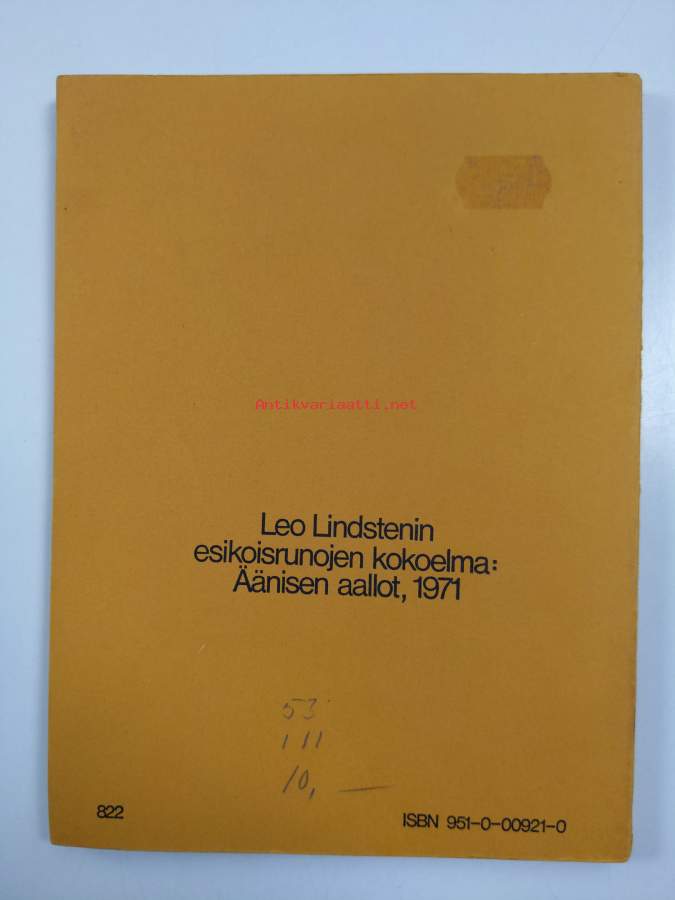 Antikvariaatti.net
Leo Lindstenin
esikoisrunojen kokoelma:
Äänisen aallot, 1971
53
111
10, —
822
ISBN 951-0-00921-0